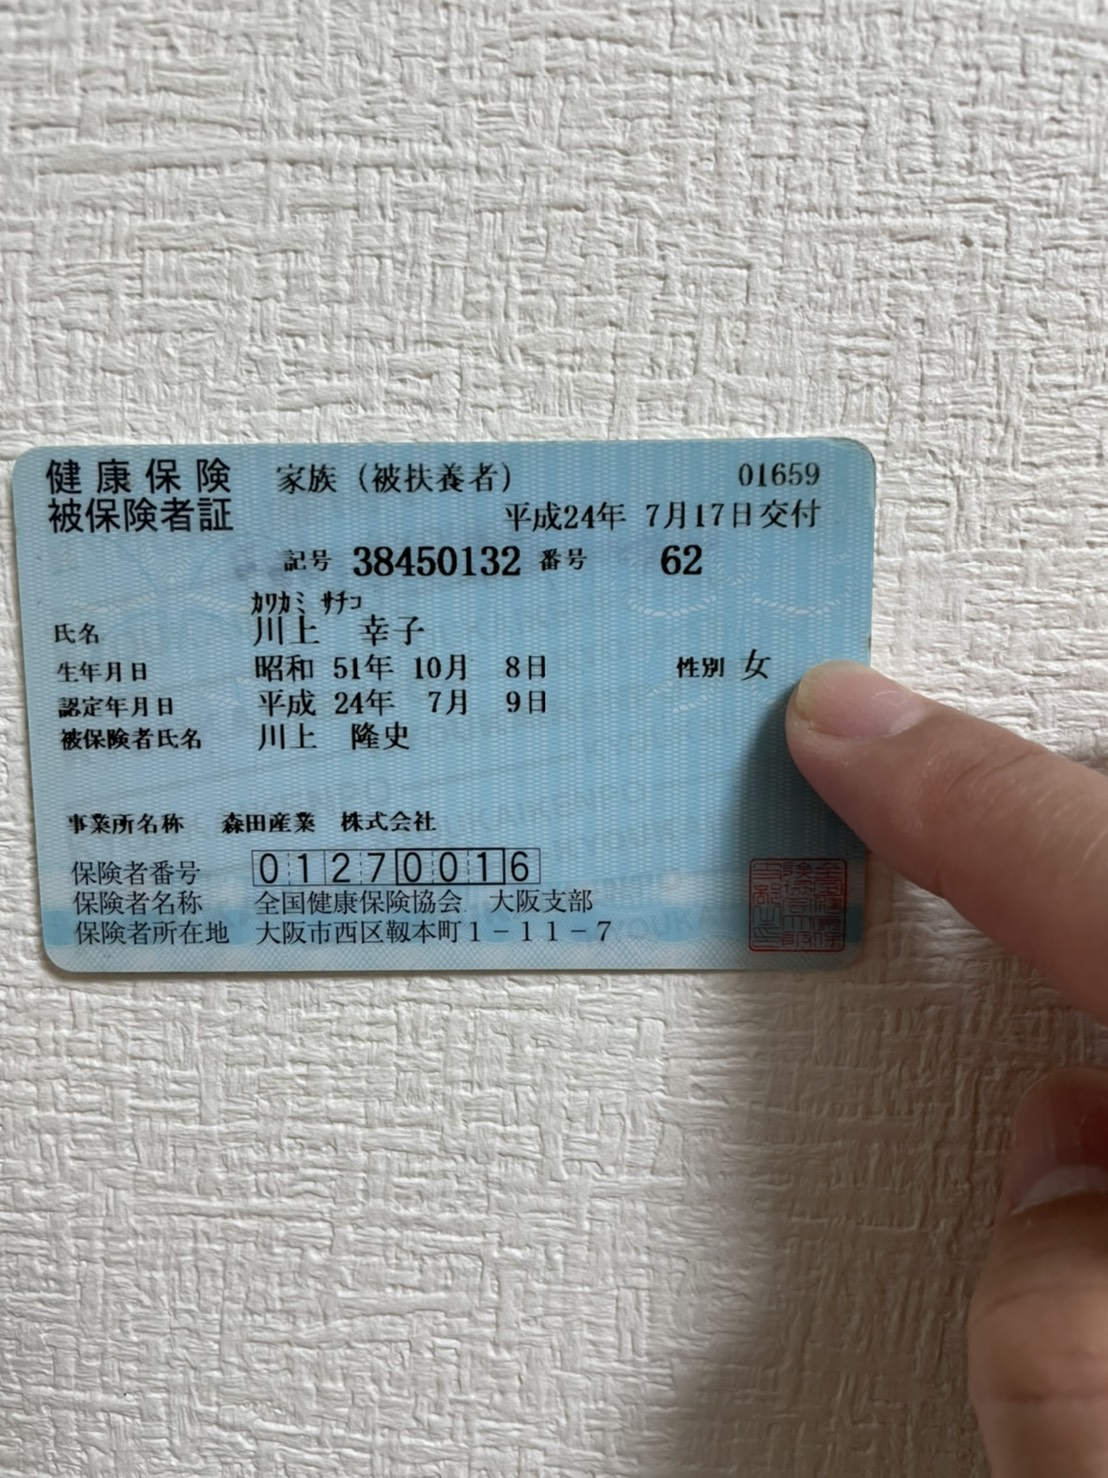 健康保険 家族（被扶養者） 01659
被保険者証 平成24年 7月17日交付
記号 38450132 番号 62
ｶﾜｶﾐ ｻﾁｺ
氏名 川上 幸子
生年月日 昭和 51年 10月 8日 性別 女
認定年月日 平成 24年 7月 9日
被保険者氏名 川上 隆史
事業所名称 森田産業 株式会社
保険者番号 01270016
保険者名称 全国健康保険協会 大阪支部
保険者所在地 大阪市西区靱本町１－１１－７